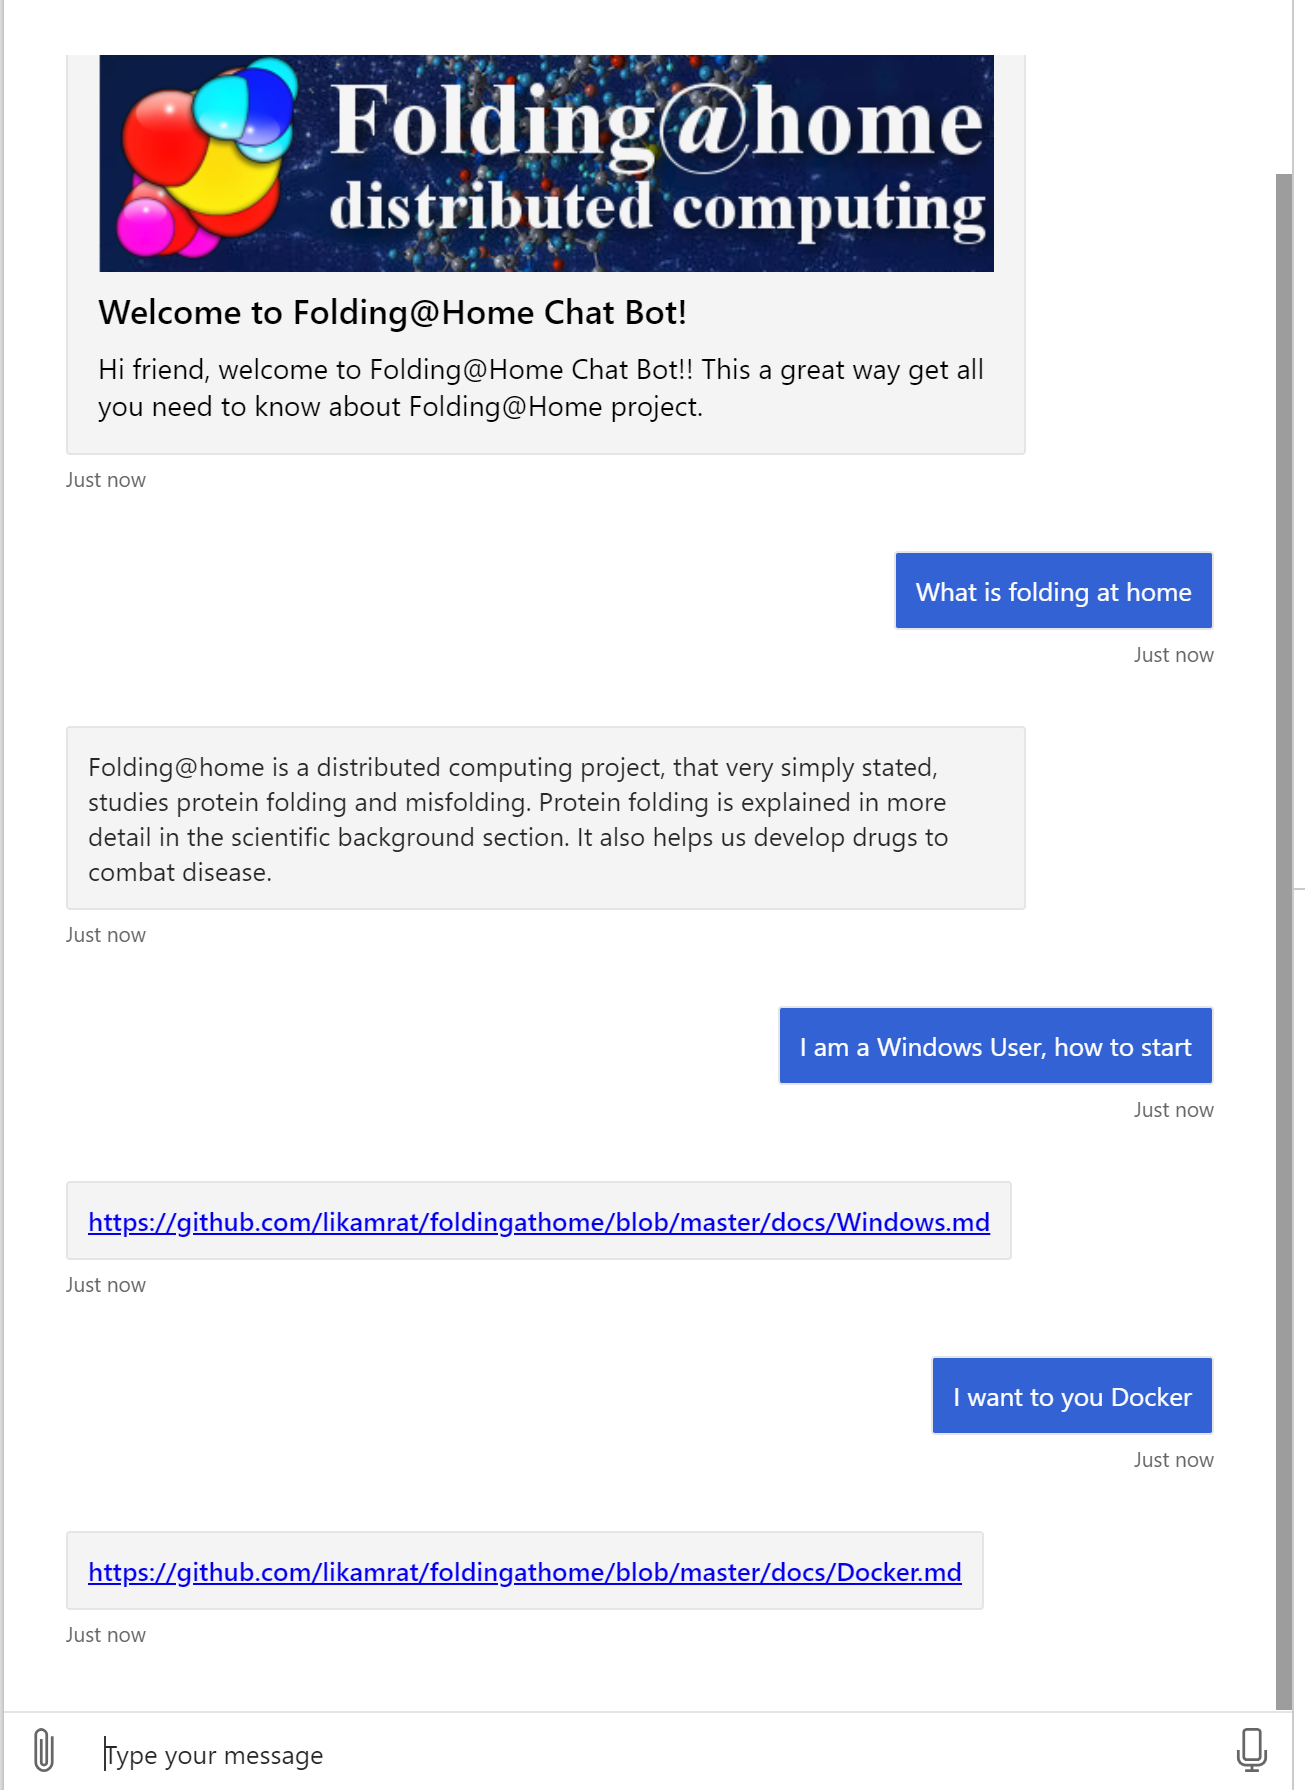 Folding@home
distributed computing
Welcome to Folding@Home Chat Bot!
Hi friend, welcome to Folding@Home Chat Bot!! This a great way get all
you need to know about Folding@Home project.
Just now
What is folding at home
Just now
Folding@home is a distributed computing project, that very simply stated,
studies protein folding and misfolding. Protein folding is explained in more
detail in the scientific background section. It also helps us develop drugs to
combat disease.
Just now
I am a Windows User, how to start
Just now
https://github.com/likamrat/foldingathome/blob/master/docs/Windows.md
Just now
I want to you Docker
Just now
https://github.com/likamrat/foldingathome/blob/master/docs/Docker.md
Just now
Type your message